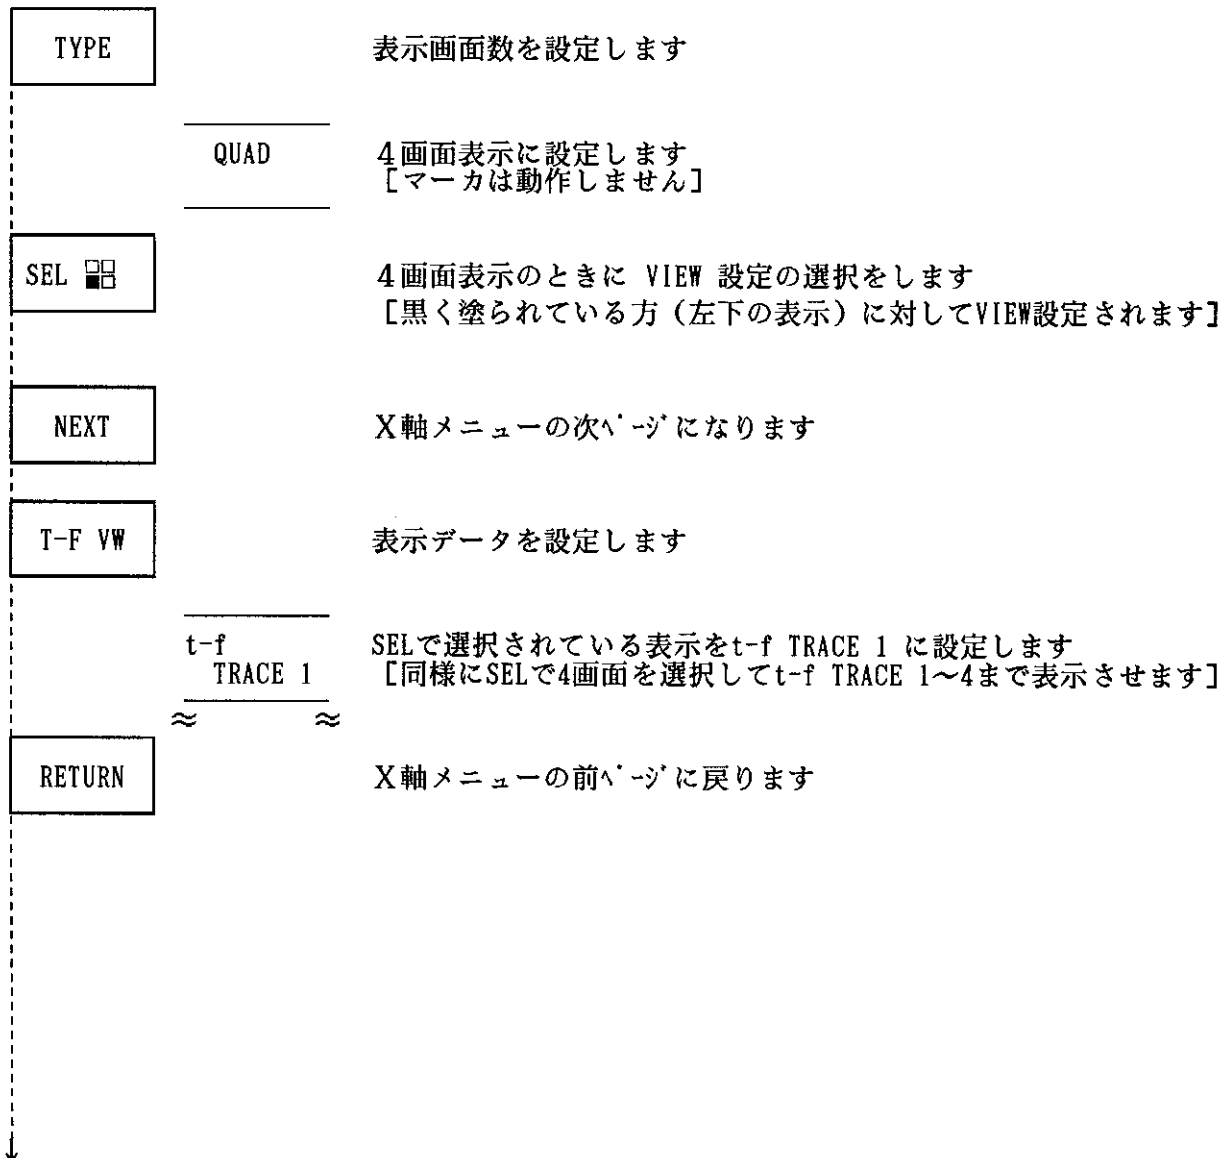 TYPE 表示画面数を設定します
QUAD 4画面表示に設定します
[マーカは動作しません]
SEL 4画面表示のときに VIEW 設定の選択をします
[黒く塗られている方（左下の表示）に対してVIEW設定されます]
NEXT X軸メニューの次ﾍﾟｰｼﾞになります
T-F VW 表示データを設定します
t-f SELで選択されている表示をt-f TRACE 1 に設定します
TRACE 1 [同様にSELで4画面を選択してt-f TRACE 1～4まで表示させます]
≈ ≈
RETURN X軸メニューの前ﾍﾟｰｼﾞに戻ります